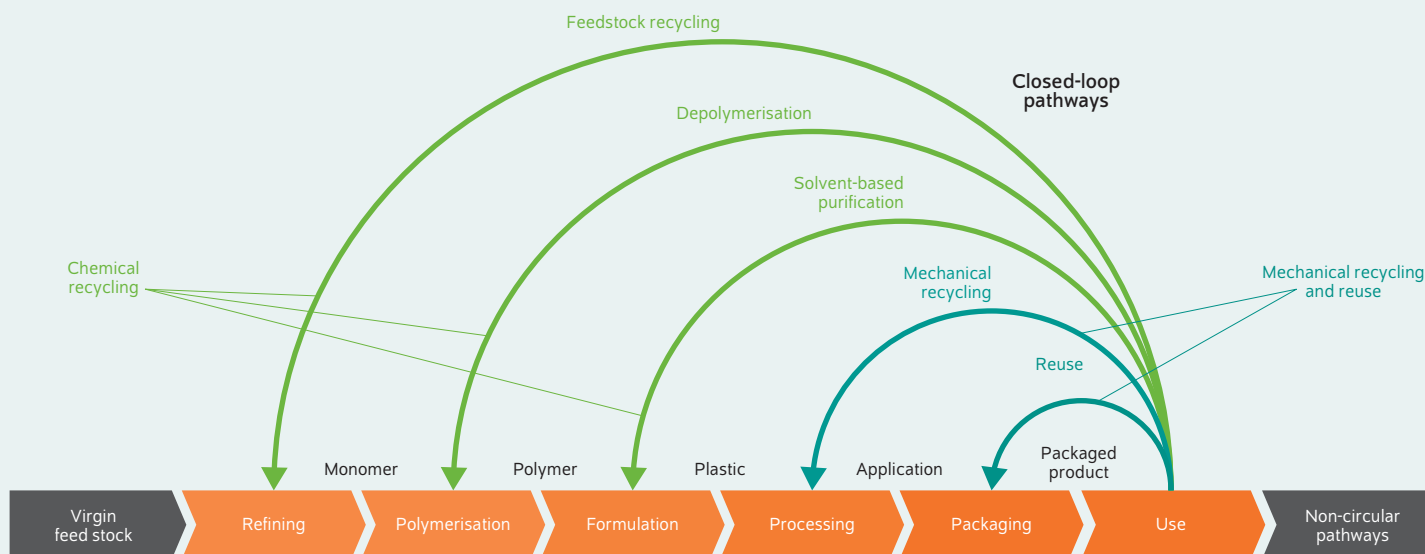 Feedstock recycling
Closed-loop
pathways
Depolymerisation
Solvent-based
purification
Chemical
recycling
Mechanical
recycling
Mechanical recycling
and reuse
Reuse
Monomer
Polymer
Plastic
Application
Packaged
product
Virgin
feed stock
Refining
Polymerisation
Formulation
Processing
Packaging
Use
Non-circular
pathways